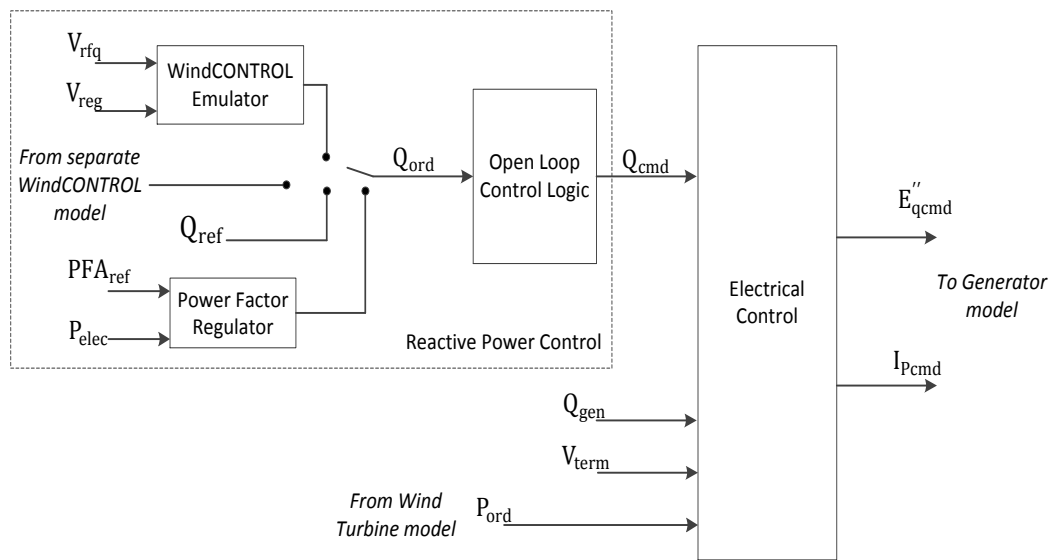 V_rfq
WindCONTROL
Emulator
V_reg
From separate
WindCONTROL
model
Q_ord
Open Loop
Control Logic
Q_cmd
Q_ref
PFA_ref
Power Factor
Regulator
P_elec
Reactive Power Control
Electrical
Control
E''_qcmd
To Generator
model
I_Pcmd
Q_gen
V_term
From Wind
Turbine model
P_ord